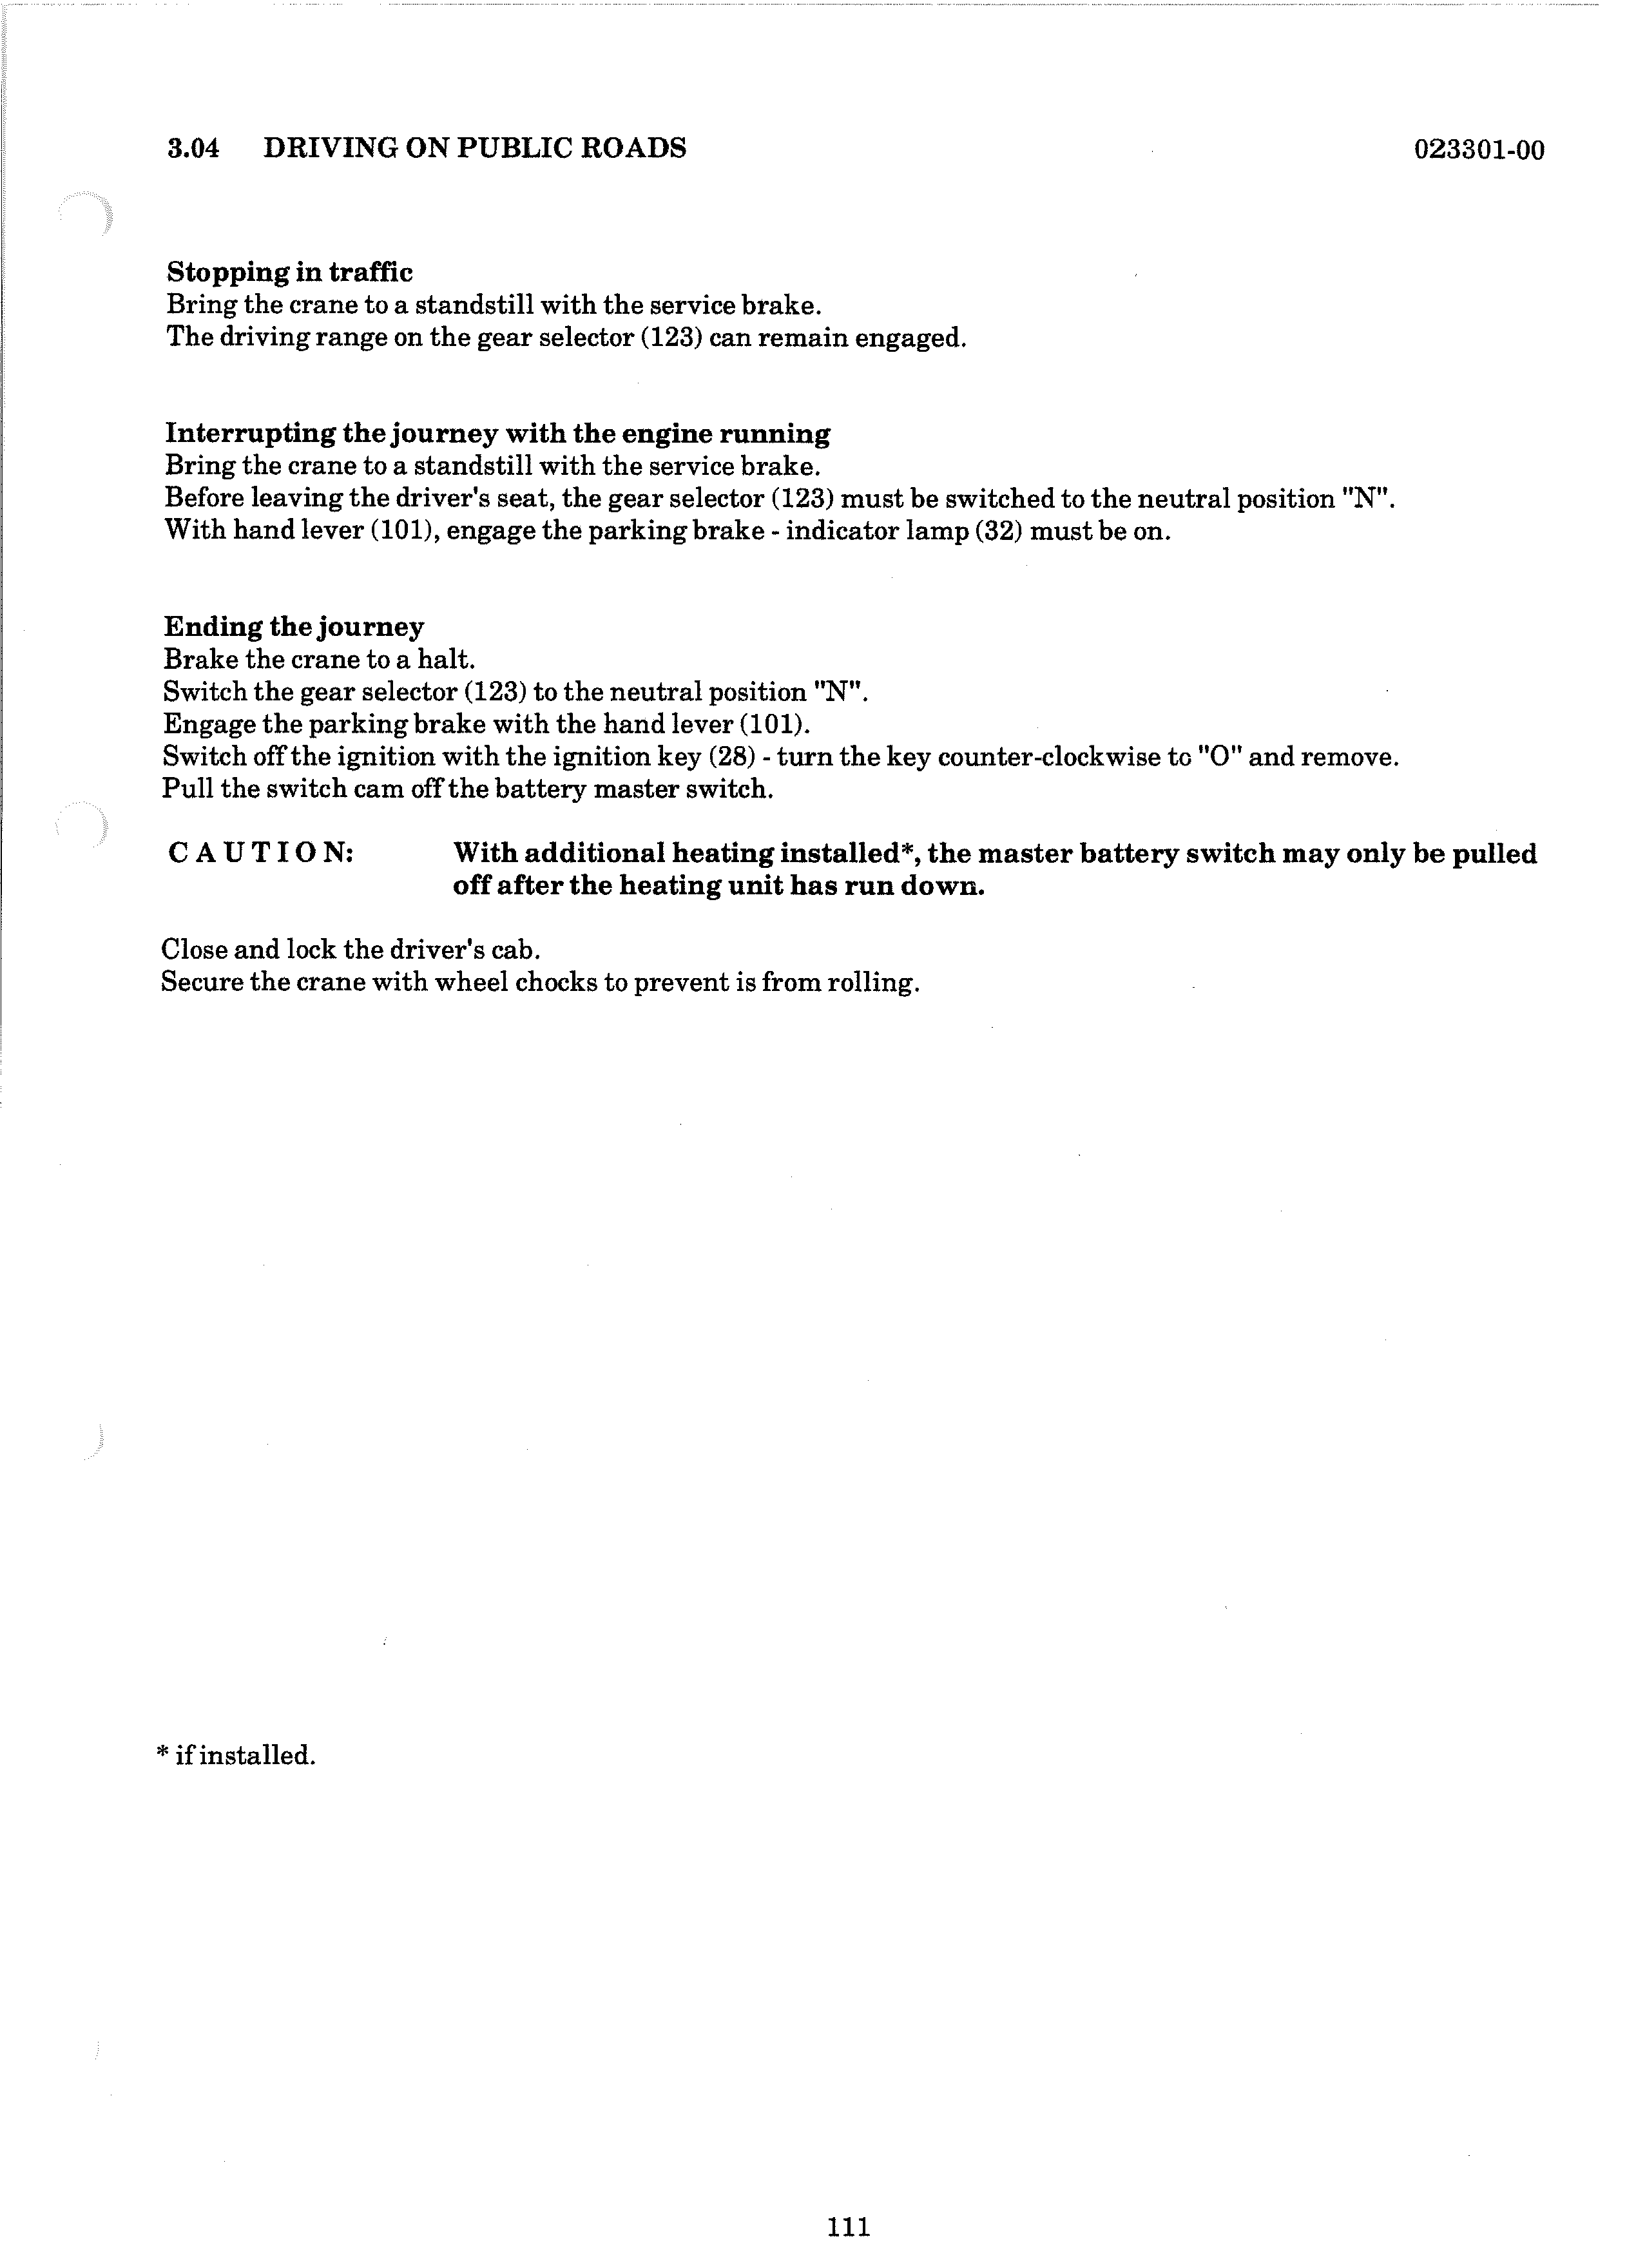 3.04 DRIVING ON PUBLIC ROADS 023301-00
Stopping in traffic
Bring the crane to a standstill with the service brake.
The driving range on the gear selector (123) can remain engaged.
Interrupting the journey with the engine running
Bring the crane to a standstill with the service brake.
Before leaving the driver's seat, the gear selector (123) must be switched to the neutral position "N".
With hand lever (101), engage the parking brake - indicator lamp (32) must be on.
Ending the journey
Brake the crane to a halt.
Switch the gear selector (123) to the neutral position "N".
Engage the parking brake with the hand lever (101).
Switch off the ignition with the ignition key (28) - turn the key counter-clockwise to "O" and remove.
Pull the switch cam off the battery master switch.
C A U T I O N: With additional heating installed*, the master battery switch may only be pulled
off after the heating unit has run down.
Close and lock the driver's cab.
Secure the crane with wheel chocks to prevent is from rolling.
* if installed.
111